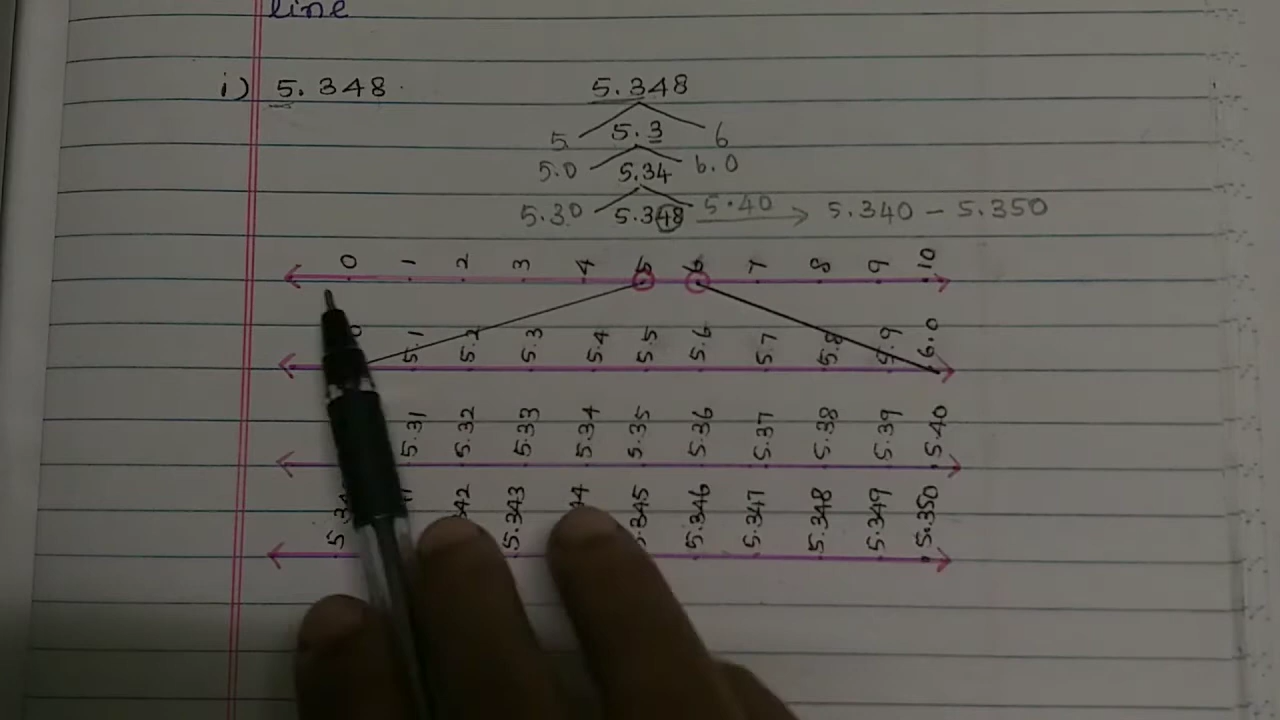 line
i) 5.348. 5.348
5 5.3 6
5.0 5.34 6.0
5.30 5.348 5.40 → 5.340 - 5.350
0 1 2 3 4 5 6 7 8 9 10
5.1 5.2 5.3 5.4 5.5 5.6 5.7 5.8 5.9 6.0
5.31 5.32 5.33 5.34 5.35 5.36 5.37 5.38 5.39 5.40
5.343 5.345 5.346 5.347 5.348 5.349 5.350